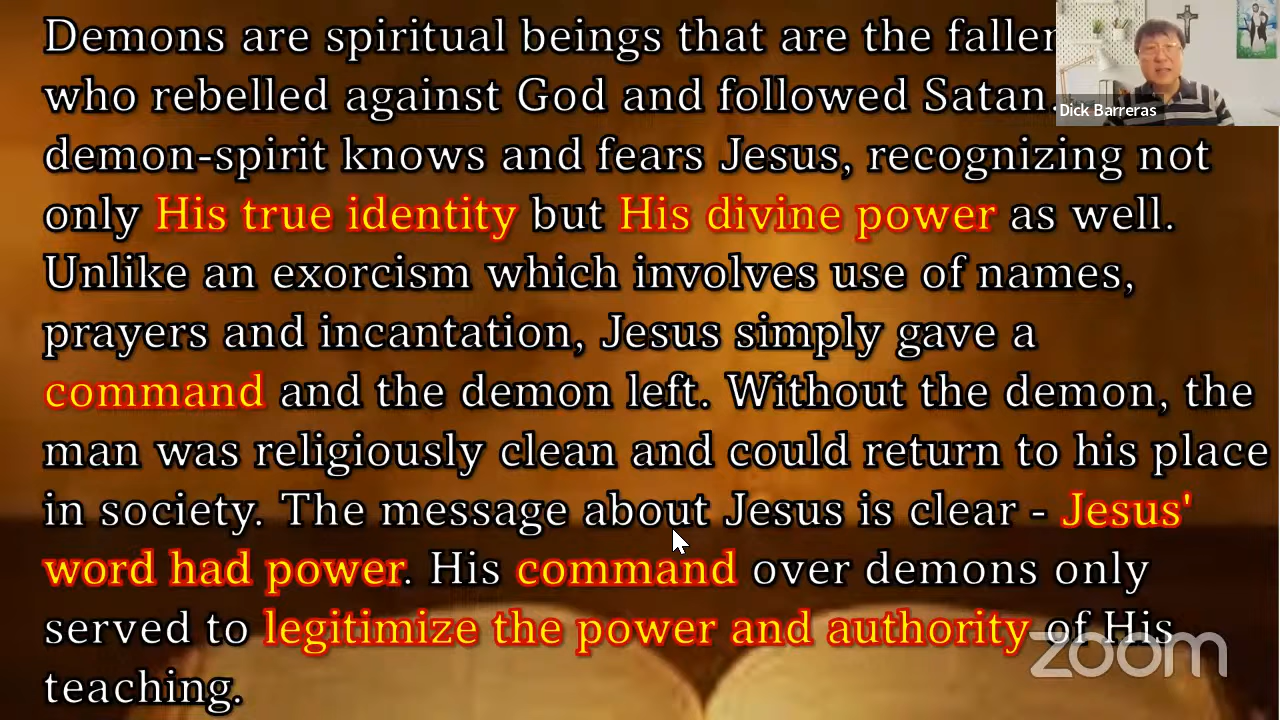 Demons are spiritual beings that are the fallen
who rebelled against God and followed Satan.
demon-spirit knows and fears Jesus, recognizing not
only His true identity but His divine power as well.
Unlike an exorcism which involves use of names,
prayers and incantation, Jesus simply gave a
command and the demon left. Without the demon, the
man was religiously clean and could return to his place
in society. The message about Jesus is clear - Jesus'
word had power. His command over demons only
served to legitimize the power and authority of His
teaching.
Dick Barreras
zoom